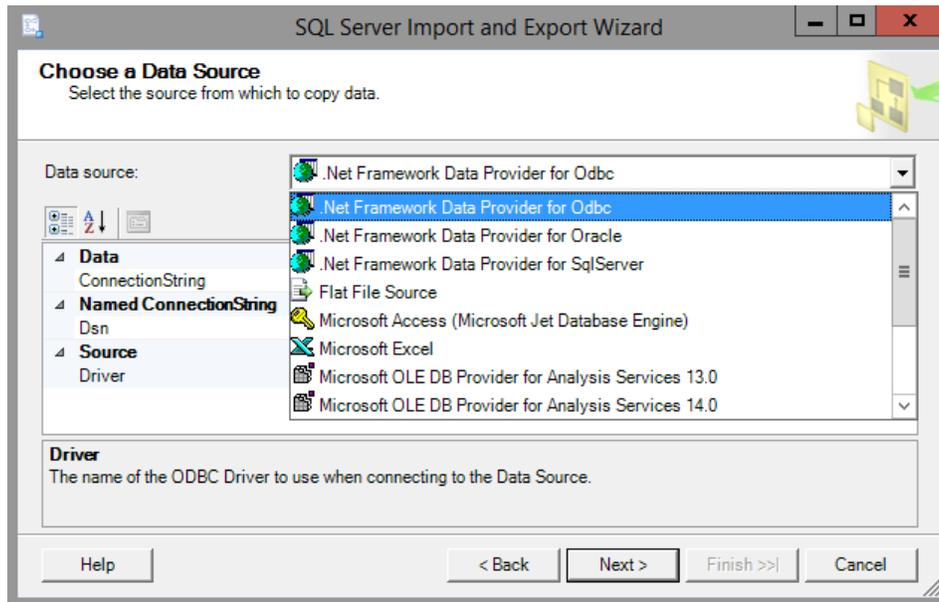 SQL Server Import and Export Wizard
Choose a Data Source
Select the source from which to copy data.
Data source:
.Net Framework Data Provider for Odbc
.Net Framework Data Provider for Odbc
.Net Framework Data Provider for Oracle
.Net Framework Data Provider for SqlServer
Flat File Source
Microsoft Access (Microsoft Jet Database Engine)
Microsoft Excel
Microsoft OLE DB Provider for Analysis Services 13.0
Microsoft OLE DB Provider for Analysis Services 14.0
Data
ConnectionString
Named ConnectionString
Dsn
Source
Driver
Driver
The name of the ODBC Driver to use when connecting to the Data Source.
Help
< Back
Next >
Finish >>|
Cancel